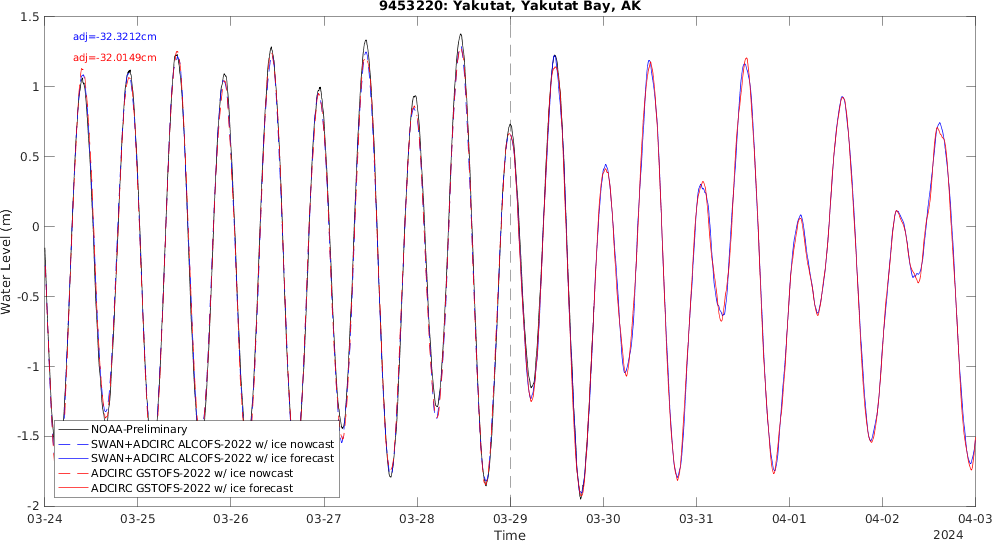 9453220: Yakutat, Yakutat Bay, AK
adj=-32.3212cm
adj=-32.0149cm
1.5
1
0.5
0
-0.5
-1
-1.5
-2
Water Level (m)
NOAA-Preliminary
SWAN+ADCIRC ALCOFS-2022 w/ ice nowcast
SWAN+ADCIRC ALCOFS-2022 w/ ice forecast
ADCIRC GSTOFS-2022 w/ ice nowcast
ADCIRC GSTOFS-2022 w/ ice forecast
03-24 03-25 03-26 03-27 03-28 03-29 03-30 03-31 04-01 04-02 04-03
Time
2024